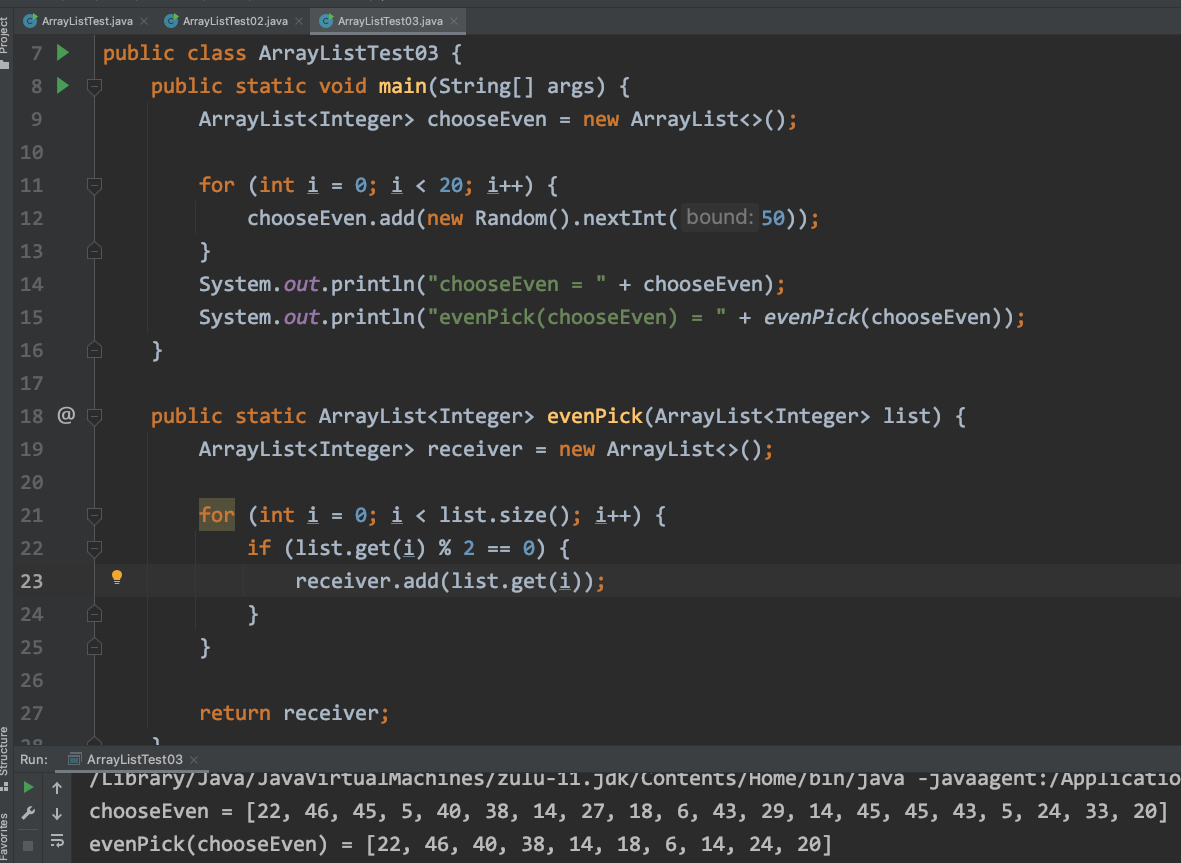 ArrayListTest.java × ArrayListTest02.java × ArrayListTest03.java ×
Project
7 public class ArrayListTest03 {
8 public static void main(String[] args) {
9 ArrayList<Integer> chooseEven = new ArrayList<>();
10
11 for (int i = 0; i < 20; i++) {
12 chooseEven.add(new Random().nextInt( bound: 50));
13 }
14 System.out.println("chooseEven = " + chooseEven);
15 System.out.println("evenPick(chooseEven) = " + evenPick(chooseEven));
16 }
17
18 @ public static ArrayList<Integer> evenPick(ArrayList<Integer> list) {
19 ArrayList<Integer> receiver = new ArrayList<>();
20
21 for (int i = 0; i < list.size(); i++) {
22 if (list.get(i) % 2 == 0) {
23 receiver.add(list.get(i));
24 }
25 }
26
27 return receiver;
28 }
Structure
Run: ArrayListTest03 ×
/Library/Java/JavaVirtualMachines/zulu-11.jdk/Contents/Home/bin/java -javaagent:/Applicatio
chooseEven = [22, 46, 45, 5, 40, 38, 14, 27, 18, 6, 43, 29, 14, 45, 45, 43, 5, 24, 33, 20]
evenPick(chooseEven) = [22, 46, 40, 38, 14, 18, 6, 14, 24, 20]
Favorites